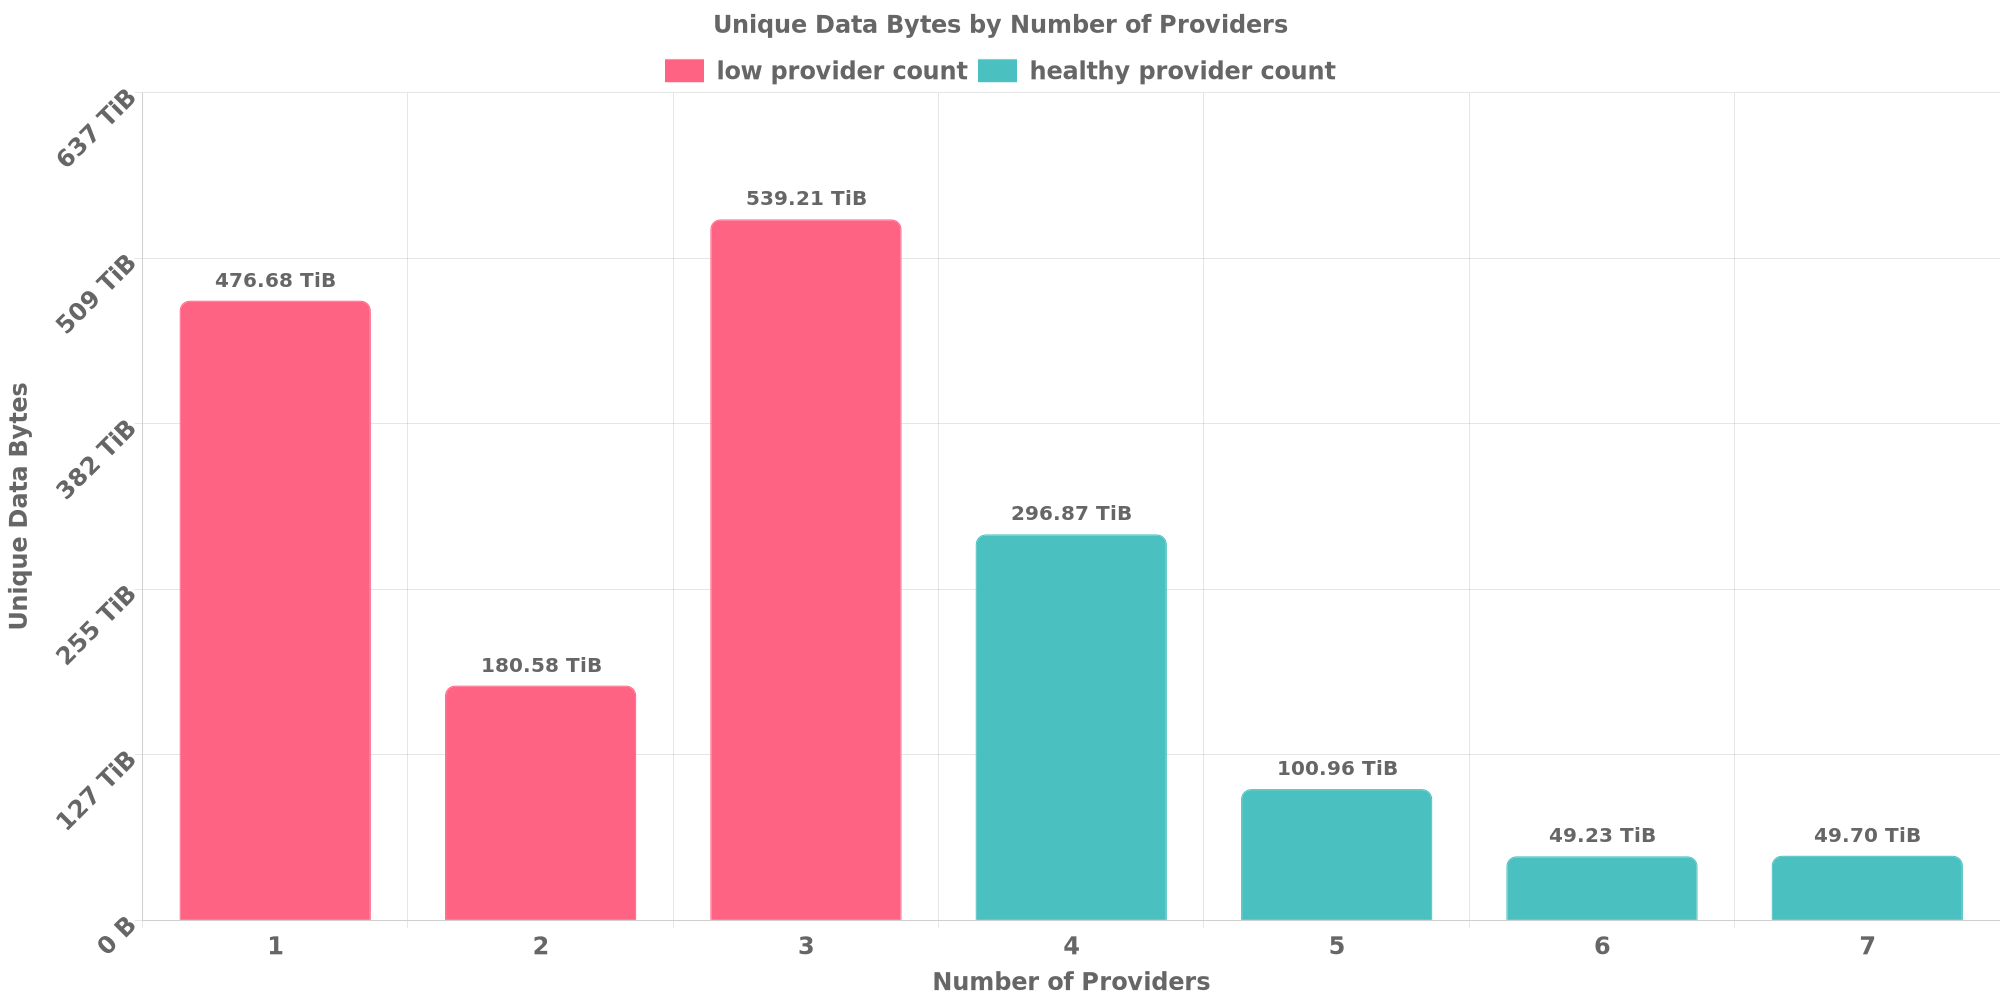 Unique Data Bytes by Number of Providers
low provider count healthy provider count
Unique Data Bytes
637 TiB
509 TiB
382 TiB
255 TiB
127 TiB
0 B
476.68 TiB
180.58 TiB
539.21 TiB
296.87 TiB
100.96 TiB
49.23 TiB
49.70 TiB
1 2 3 4 5 6 7
Number of Providers